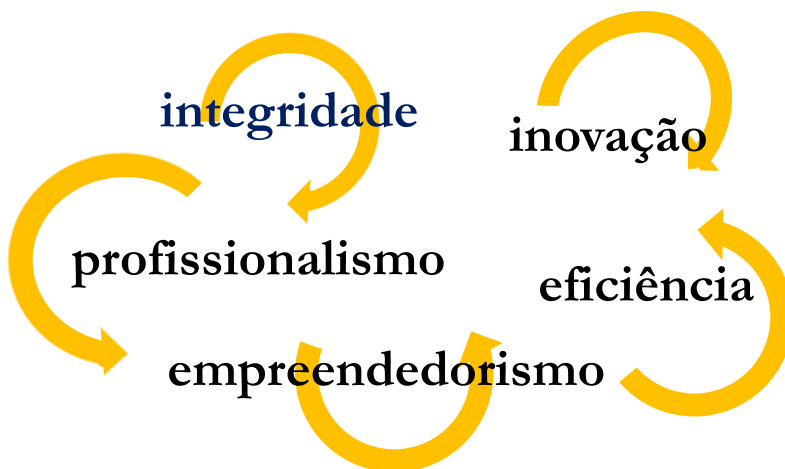 integridade
inovação
profissionalismo
eficiência
empreendedorismo